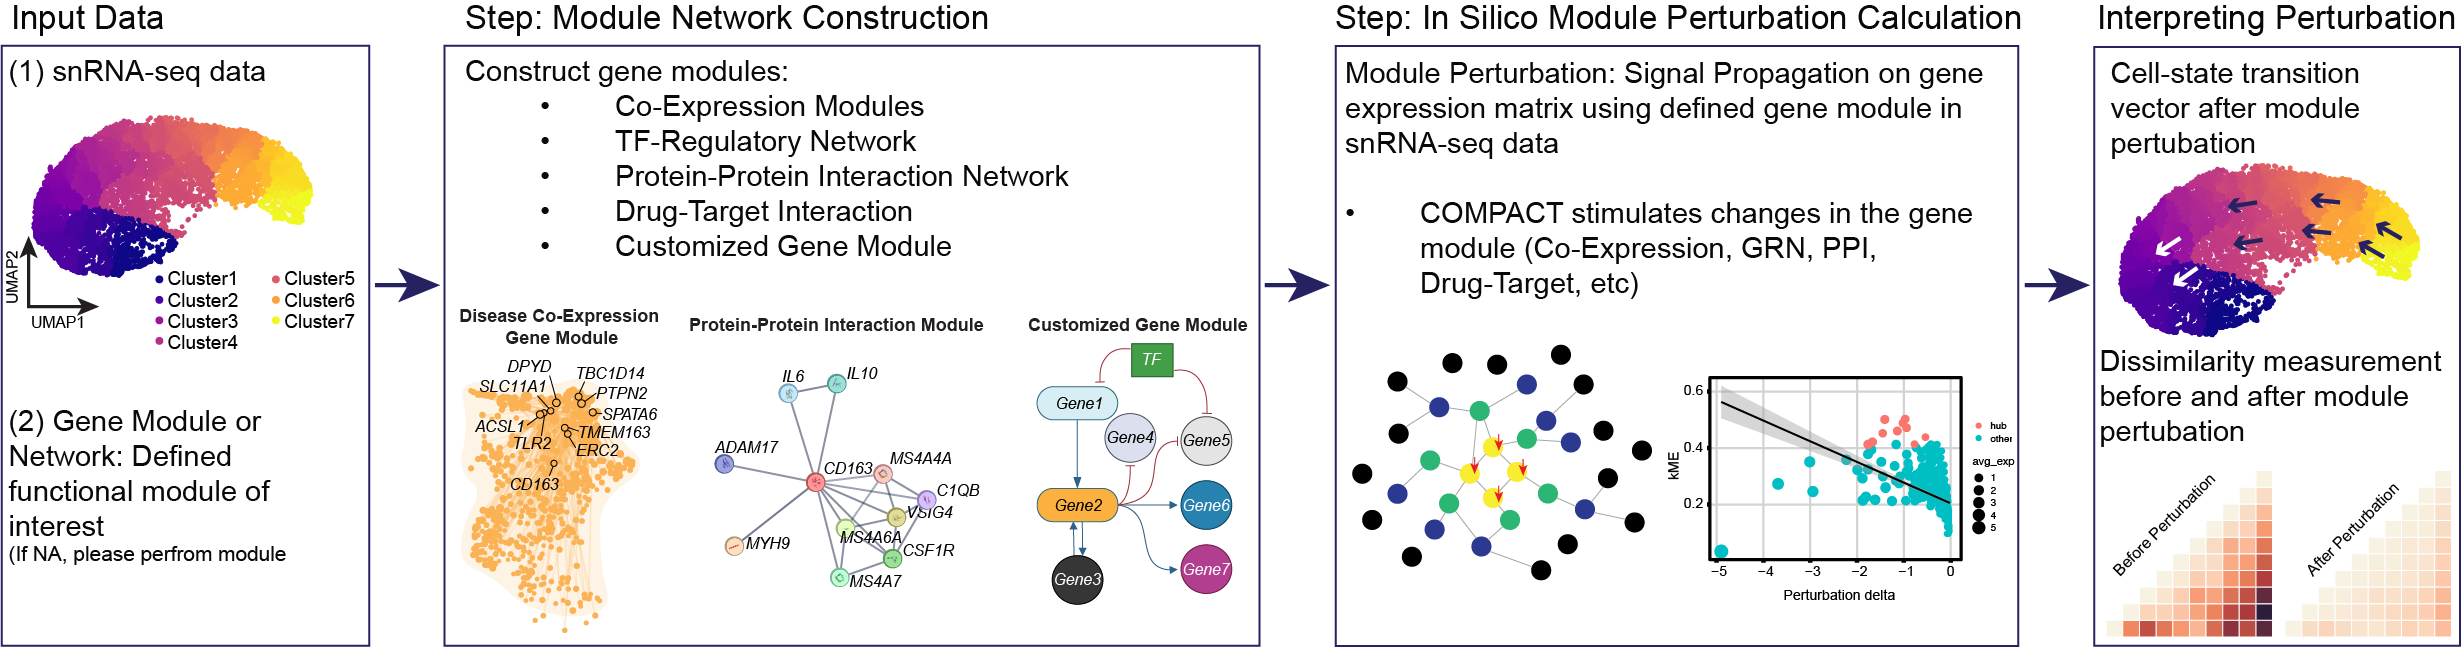 Input Data
(1) snRNA-seq data
UMAP2
UMAP1
Cluster1
Cluster2
Cluster3
Cluster4
Cluster5
Cluster6
Cluster7
(2) Gene Module or
Network: Defined
functional module of
interest
(If NA, please perfrom module
Step: Module Network Construction
Construct gene modules:
• Co-Expression Modules
• TF-Regulatory Network
• Protein-Protein Interaction Network
• Drug-Target Interaction
• Customized Gene Module
Disease Co-Expression
Gene Module
DPYD
TBC1D14
SLC11A1
PTPN2
SPATA6
ACSL1
TMEM163
TLR2
ERC2
CD163
Protein-Protein Interaction Module
IL6
IL10
ADAM17
CD163
MS4A4A
C1QB
VSIG4
MS4A6A
MYH9
CSF1R
MS4A7
Customized Gene Module
TF
Gene1
Gene4
Gene5
Gene2
Gene6
Gene3
Gene7
Step: In Silico Module Perturbation Calculation
Module Perturbation: Signal Propagation on gene
expression matrix using defined gene module in
snRNA-seq data
• COMPACT stimulates changes in the gene
module (Co-Expression, GRN, PPI,
Drug-Target, etc)
kME
0.6
0.4
0.2
−5 −4 −3 −2 −1 0
Perturbation delta
hub
other
avg_exp
1
2
3
4
5
Interpreting Perturbation
Cell-state transition
vector after module
pertubation
Dissimilarity measurement
before and after module
pertubation
Before Perturbation
After Perturbation